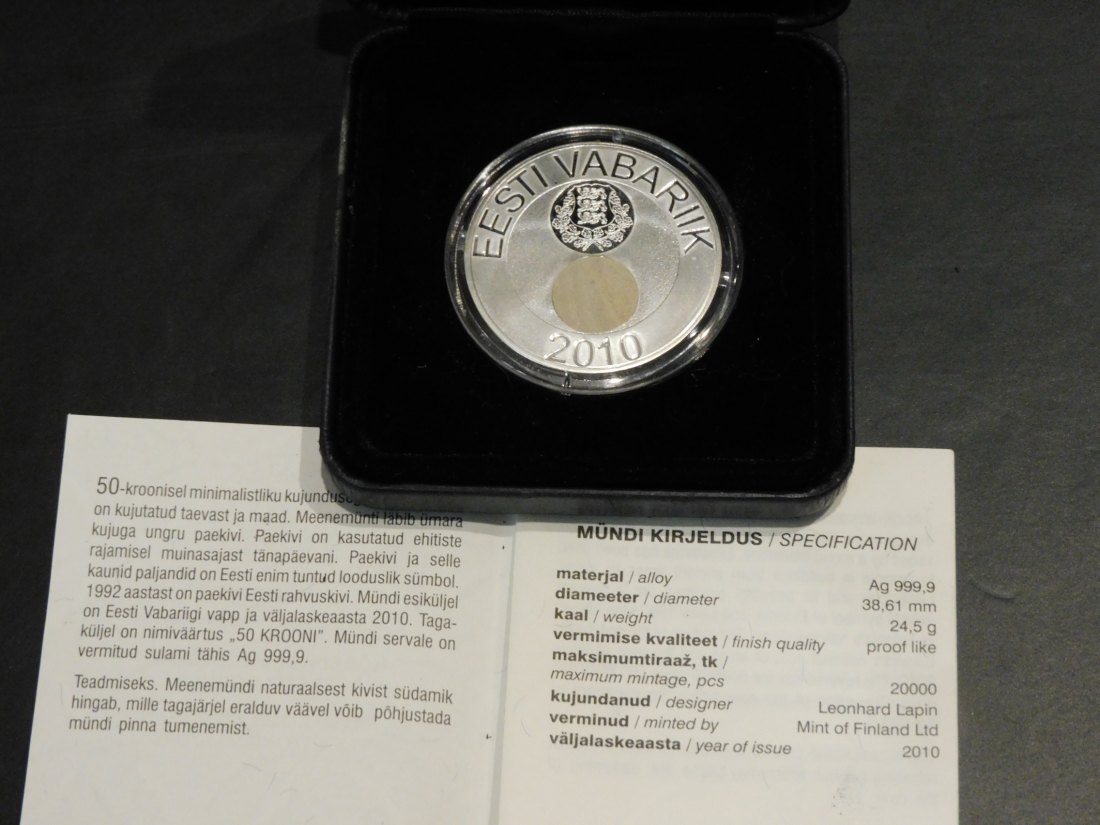 EESTI VABARIIK
2010
50-kroonisel minimalistliku
on kujutatud taevast ja maad. Meenemünti läbib ümara
kujuga ungru paekivi. Paekivi on kasutatud ehitiste
rajamisel muinasajast tänapäevani. Paekivi ja selle
kaunid paljandid on Eesti enim tuntud looduslik sümbol.
1992 aastast on paekivi Eesti rahvuskivi. Mündi esiküljel
on Eesti Vabariigi vapp ja väljalaskeaasta 2010. Taga-
küljel on nimiväärtus „50 KROONI”. Mündi servale on
vermitud sulami tähis Ag 999,9.
Teadmiseks. Meenemündi naturaalsest kivist südamik
hingab, mille tagajärjel eralduv väävel võib põhjustada
mündi pinna tumenemist.
MÜNDI KIRJELDUS / SPECIFICATION
materjal / alloy Ag 999,9
diameeter / diameter 38,61 mm
kaal / weight 24,5 g
vermimise kvaliteet / finish quality proof like
maksimumtiraaž, tk /
maximum mintage, pcs 20000
kujundanud / designer Leonhard Lapin
verminud / minted by Mint of Finland Ltd
väljalaskeaasta / year of issue 2010